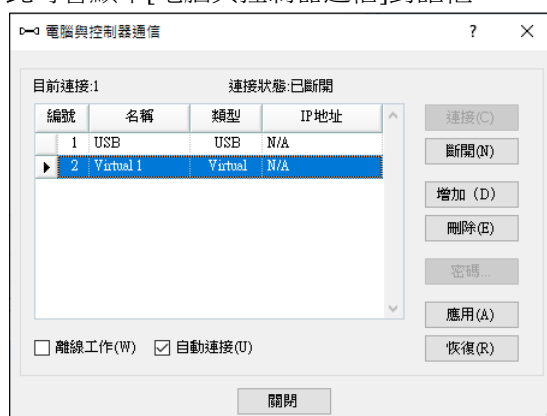 電腦與控制器通信
目前連接:1 連接狀態:已斷開
編號 名稱 類型 IP地址
1 USB USB N/A
2 Virtual 1 Virtual N/A
連接(C)
斷開(N)
增加 (D)
刪除(E)
密碼...
應用(A)
恢復(R)
離線工作(W) 自動連接(U)
關閉